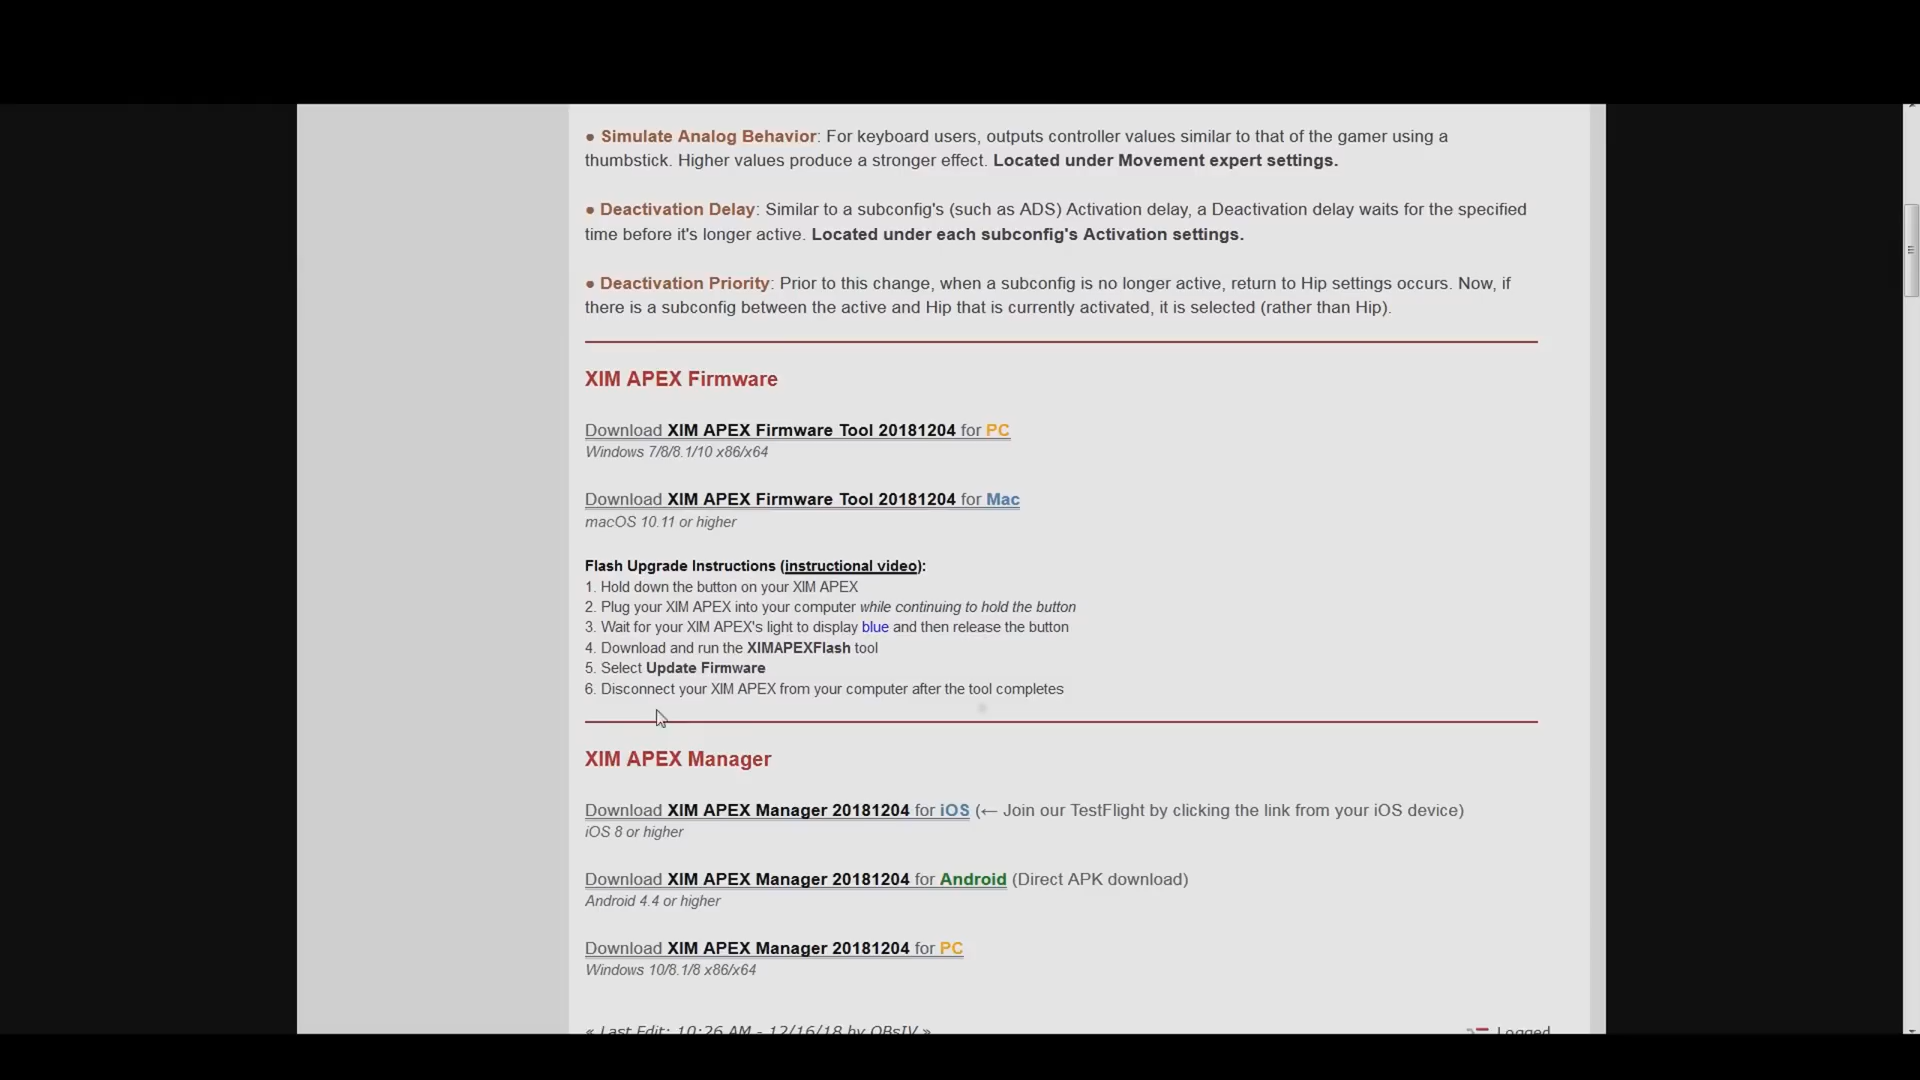 ● Simulate Analog Behavior: For keyboard users, outputs controller values similar to that of the gamer using a
thumbstick. Higher values produce a stronger effect. Located under Movement expert settings.
● Deactivation Delay: Similar to a subconfig's (such as ADS) Activation delay, a Deactivation delay waits for the specified
time before it's longer active. Located under each subconfig's Activation settings.
● Deactivation Priority: Prior to this change, when a subconfig is no longer active, return to Hip settings occurs. Now, if
there is a subconfig between the active and Hip that is currently activated, it is selected (rather than Hip).
XIM APEX Firmware
Download XIM APEX Firmware Tool 20181204 for PC
Windows 7/8/8.1/10 x86/x64
Download XIM APEX Firmware Tool 20181204 for Mac
macOS 10.11 or higher
Flash Upgrade Instructions (instructional video):
1. Hold down the button on your XIM APEX
2. Plug your XIM APEX into your computer while continuing to hold the button
3. Wait for your XIM APEX's light to display blue and then release the button
4. Download and run the XIMAPEXFlash tool
5. Select Update Firmware
6. Disconnect your XIM APEX from your computer after the tool completes
XIM APEX Manager
Download XIM APEX Manager 20181204 for iOS (← Join our TestFlight by clicking the link from your iOS device)
iOS 8 or higher
Download XIM APEX Manager 20181204 for Android (Direct APK download)
Android 4.4 or higher
Download XIM APEX Manager 20181204 for PC
Windows 10/8.1/8 x86/x64
« Last Edit: 10:26 AM - 12/16/18 by OBsIV » Logged